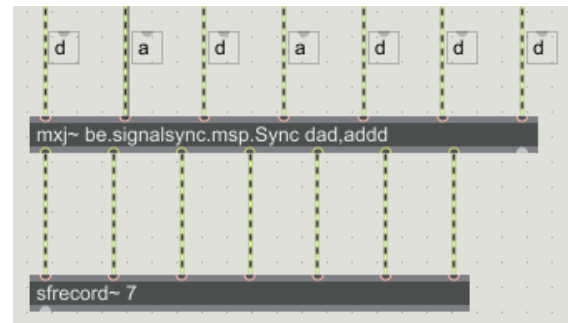 d a d a d d d
mxj~ be.signalsync.msp.Sync dad,addd
sfrecord~ 7